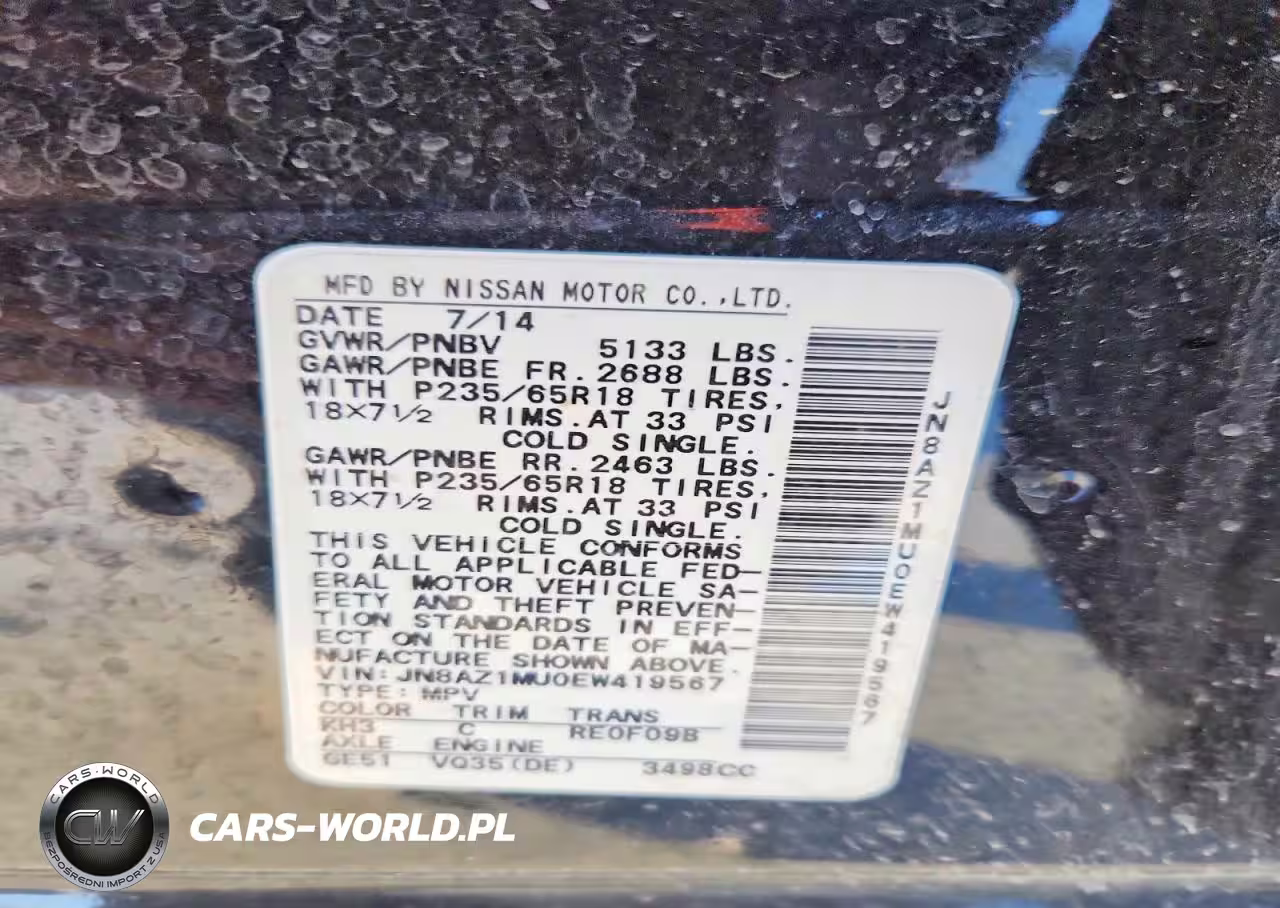 MFD BY NISSAN MOTOR CO.,LTD.
DATE 7/14
GVWR/PNBV 5133 LBS.
GAWR/PNBE FR. 2688 LBS.
WITH P235/65R18 TIRES,
18X7 1/2 RIMS.AT 33 PSI
COLD SINGLE.
GAWR/PNBE RR. 2463 LBS.
WITH P235/65R18 TIRES,
18X7 1/2 RIMS.AT 33 PSI
COLD SINGLE.
THIS VEHICLE CONFORMS
TO ALL APPLICABLE FED-
ERAL MOTOR VEHICLE SA-
FETY AND THEFT PREVEN-
TION STANDARDS IN EFF-
ECT ON THE DATE OF MA-
NUFACTURE SHOWN ABOVE.
VIN: JN8AZ1MU0EW419567
TYPE: MPV
COLOR TRIM TRANS
KH3 C RE0F09B
AXLE ENGINE
GE51 VQ35(DE) 3498CC
JN8AZ1MU0EW419567
CARS-WORLD
CW
BEZPOŚREDNI IMPORT Z USA
CARS-WORLD.PL